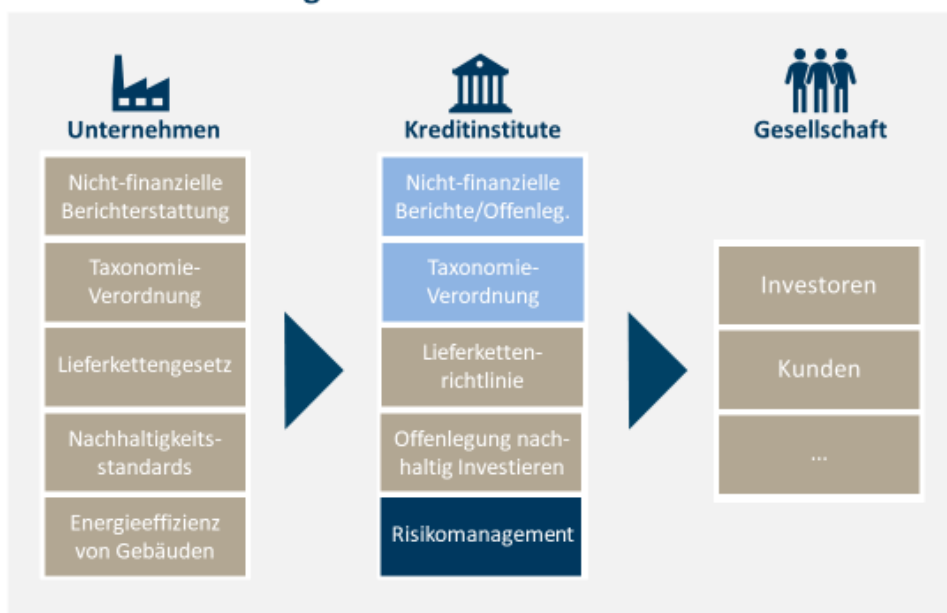 Unternehmen
Nicht-finanzielle
Berichterstattung
Taxonomie-
Verordnung
Lieferkettengesetz
Nachhaltigkeits-
standards
Energieeffizienz
von Gebäuden
Kreditinstitute
Nicht-finanzielle
Berichte/Offenleg.
Taxonomie-
Verordnung
Lieferketten-
richtlinie
Offenlegung nach-
haltig Investieren
Risikomanagement
Gesellschaft
Investoren
Kunden
...